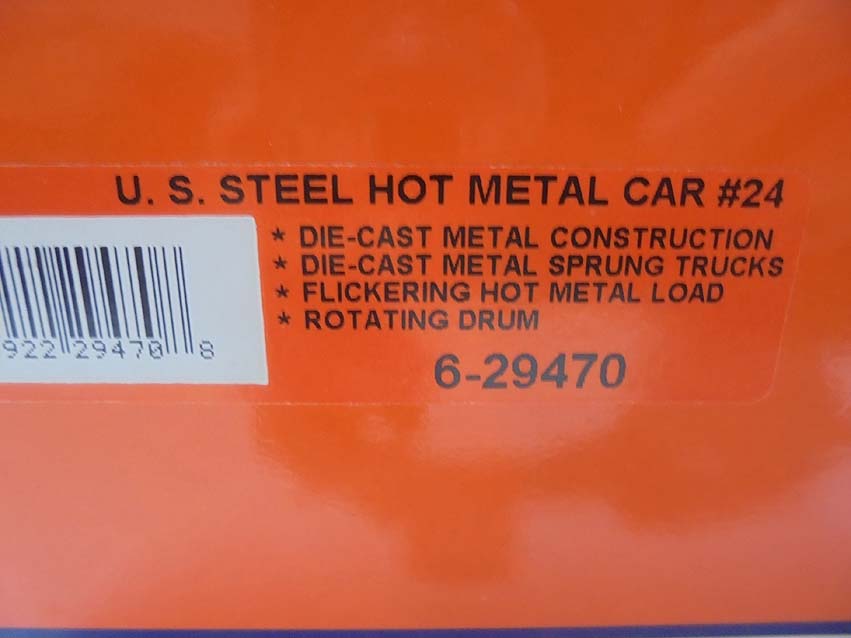 U. S. STEEL HOT METAL CAR #24
* DIE-CAST METAL CONSTRUCTION
* DIE-CAST METAL SPRUNG TRUCKS
* FLICKERING HOT METAL LOAD
* ROTATING DRUM
922 29470 8
6-29470